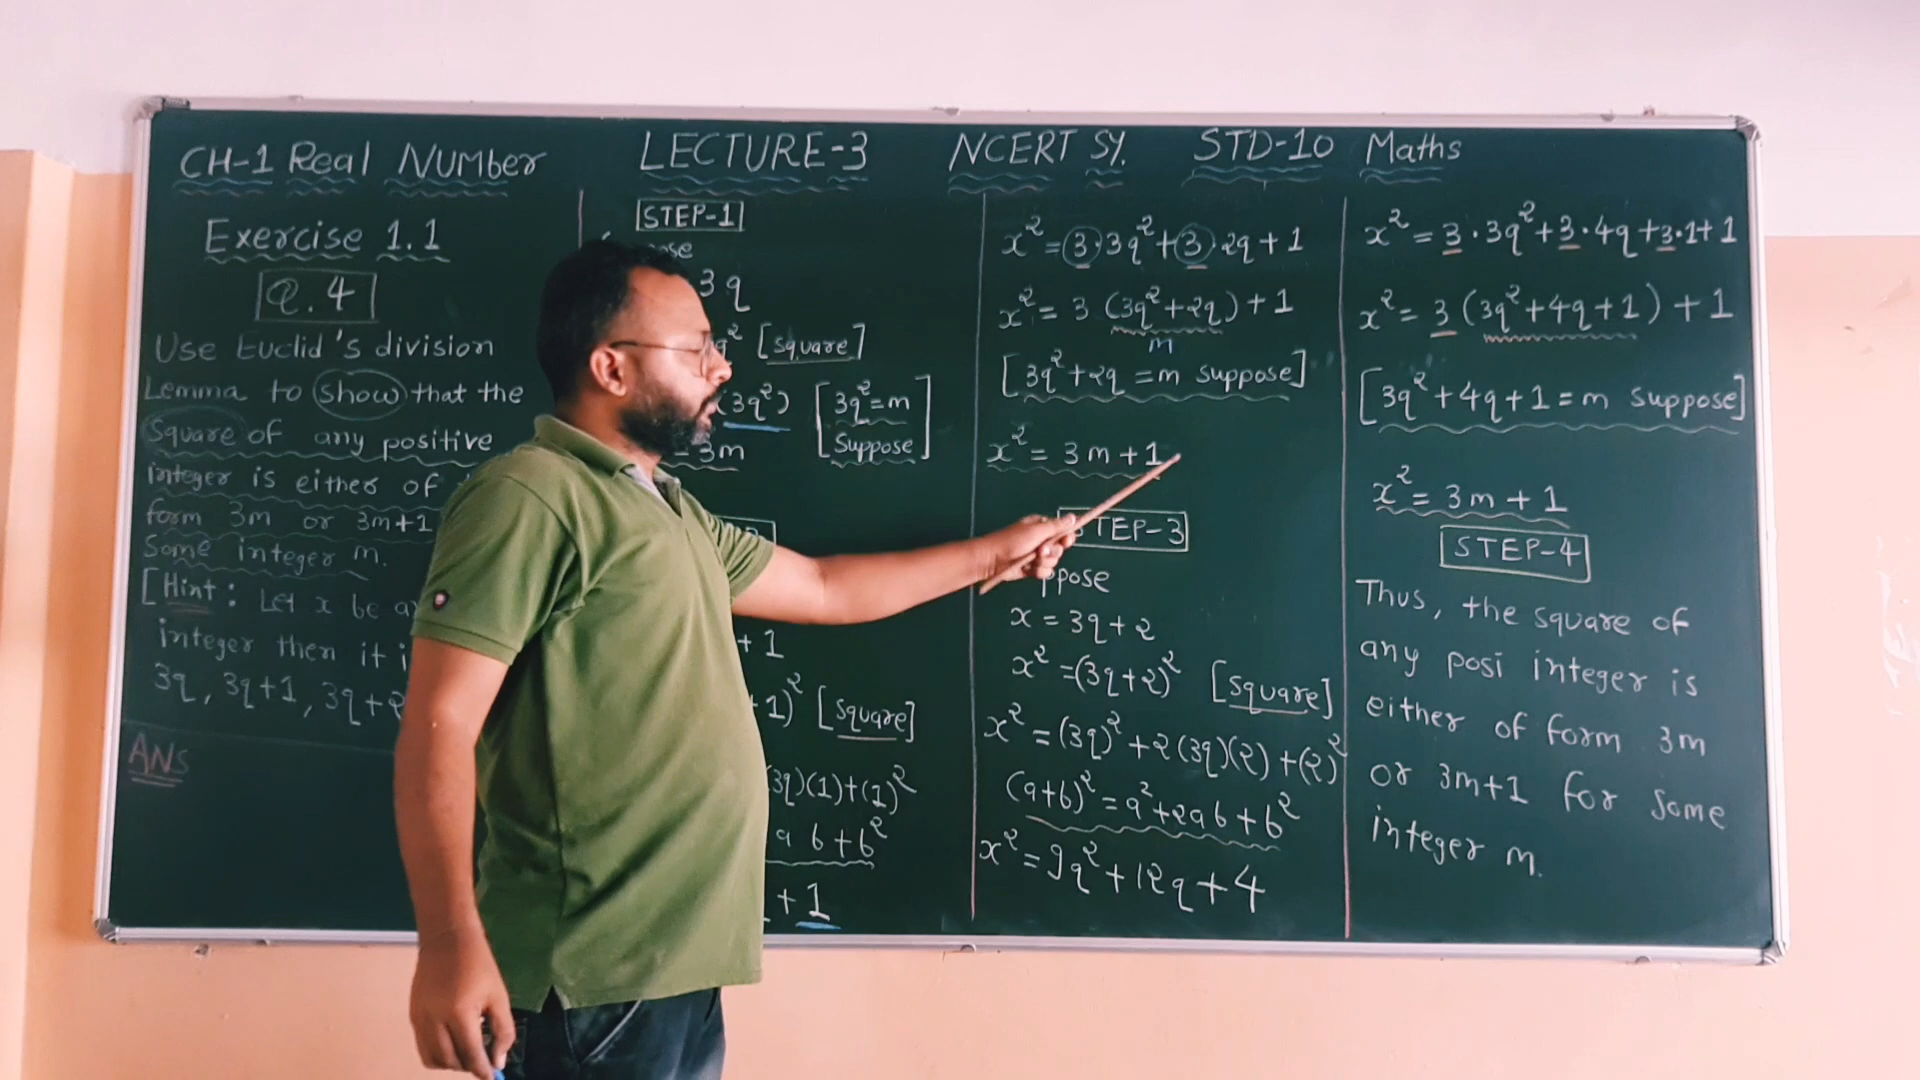 CH-1 Real Number LECTURE-3 NCERT Sy. STD-10 Maths
Exercise 1.1
Q.4
Use Euclid's division
Lemma to show that the
Square of any positive
integer is either of
form 3m or 3m+1
Some integer m.
[Hint: Let x be
integer then it
3q, 3q+1, 3q+2
ANS
STEP-1
3q
[square]
(3q²) [3q²=m
Suppose]
3m
+1
1)² [square]
(3q)(1)+(1)²
a b+b²
+1
x²=3·3q²+3·2q+1
x²=3(3q²+2q)+1
m
[3q²+2q=m suppose]
x²=3m+1
STEP-3
x=3q+2
x²=(3q+2)² [square]
x²=(3q)²+2(3q)(2)+(2)²
(a+b)²=a²+2ab+b²
x²=9q²+12q+4
x²=3·3q²+3·4q+3·1+1
x²=3(3q²+4q+1)+1
[3q²+4q+1=m suppose]
x²=3m+1
STEP-4
Thus, the square of
any posi integer is
either of form 3m
or 3m+1 for some
integer m.